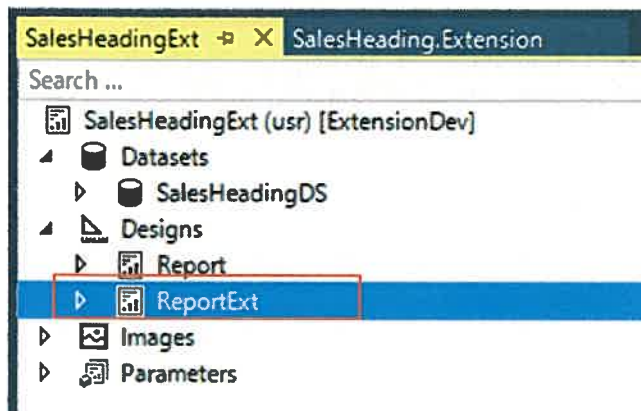 SalesHeadingExt SalesHeading.Extension
Search ...
SalesHeadingExt (usr) [ExtensionDev]
Datasets
SalesHeadingDS
Designs
Report
ReportExt
Images
Parameters